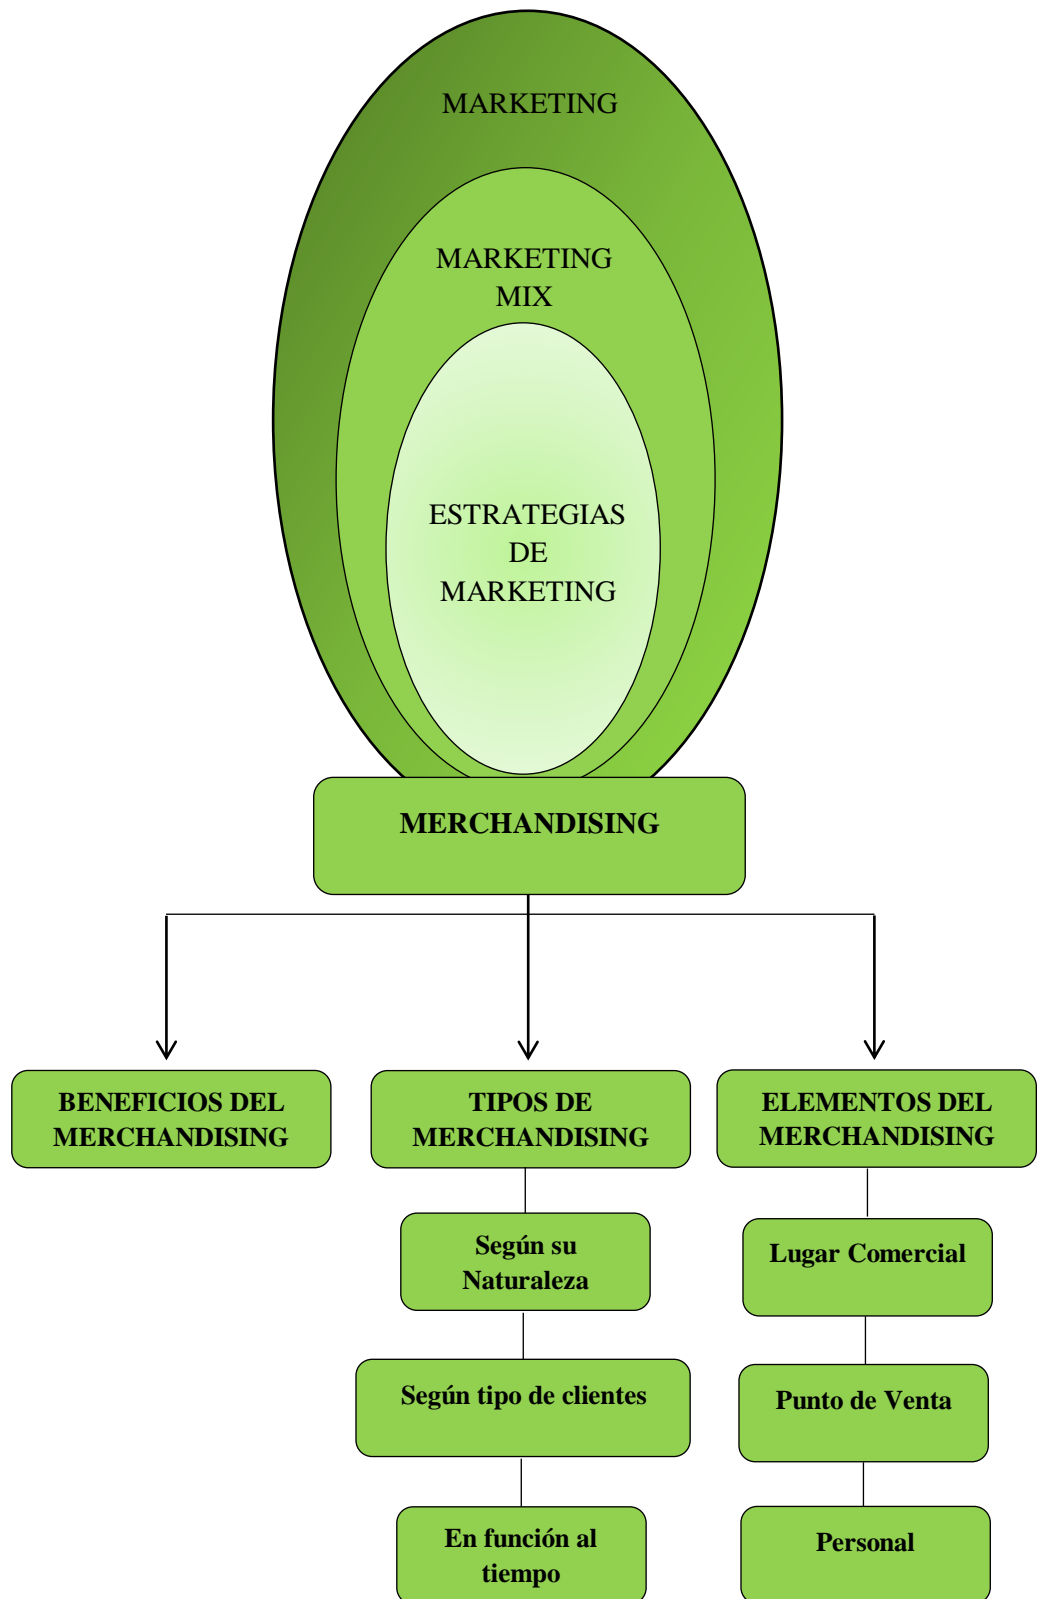 MARKETING
MARKETING
MIX
ESTRATEGIAS
DE
MARKETING
MERCHANDISING
BENEFICIOS DEL
MERCHANDISING
TIPOS DE
MERCHANDISING
ELEMENTOS DEL
MERCHANDISING
Según su
Naturaleza
Lugar Comercial
Según tipo de clientes
Punto de Venta
En función al
tiempo
Personal